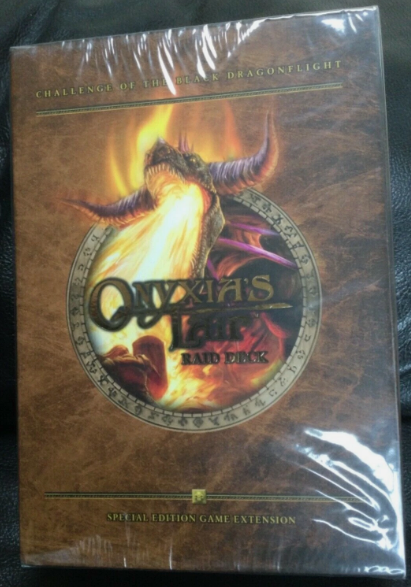 CHALLENGE OF THE BLACK DRAGONFLIGHT
ONYXIA'S
Lair
RAID DECK
SPECIAL EDITION GAME EXTENSION